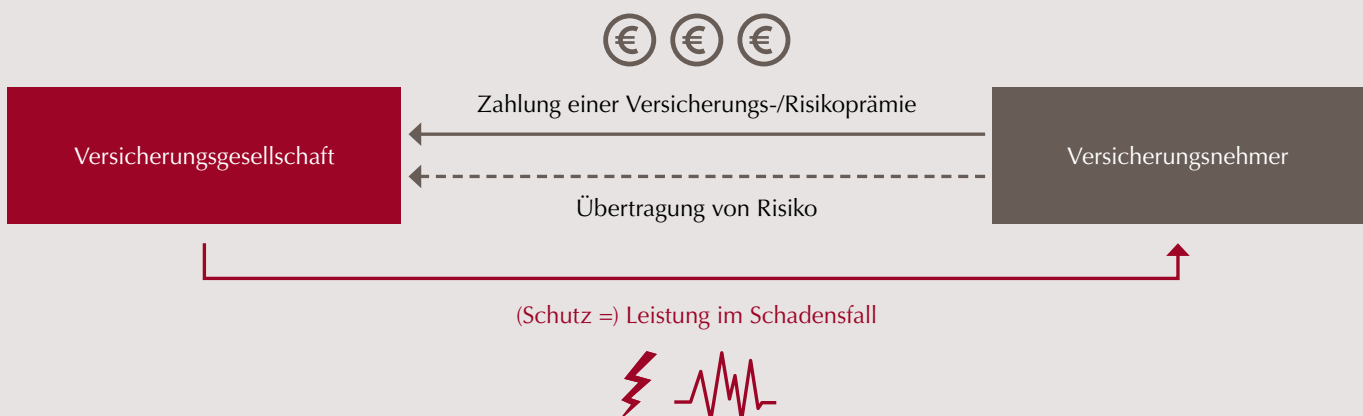 € € €
Zahlung einer Versicherungs-/Risikoprämie
Versicherungsgesellschaft
Versicherungsnehmer
Übertragung von Risiko
(Schutz =) Leistung im Schadensfall